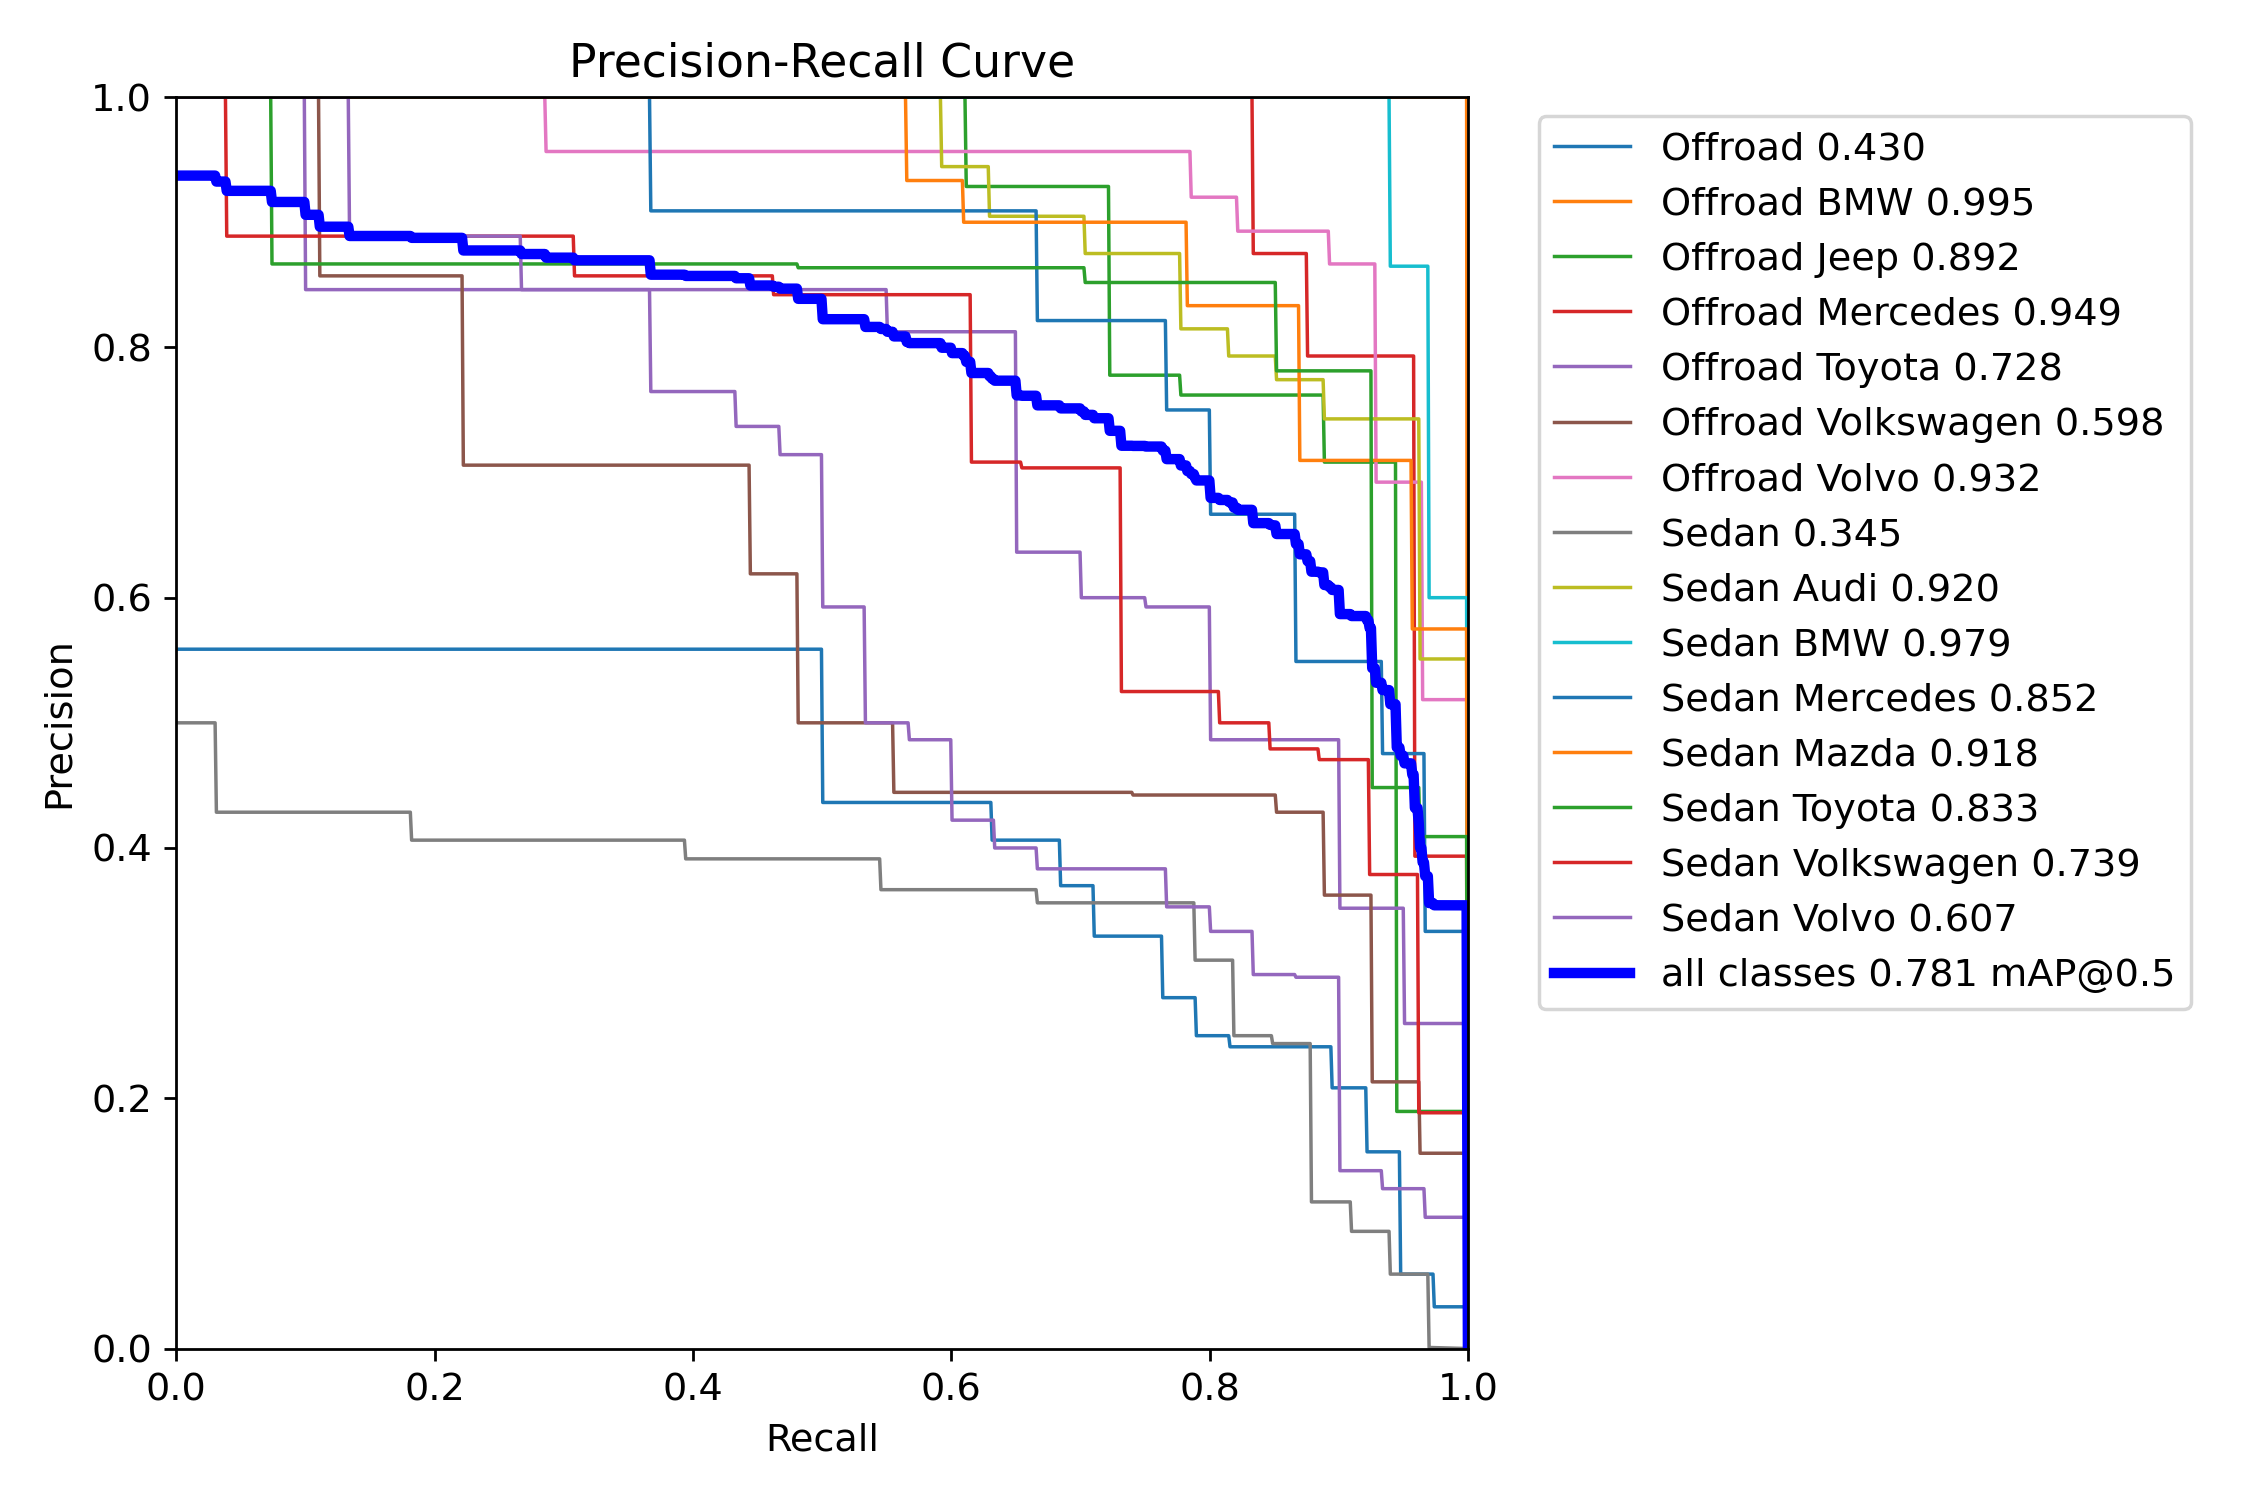 Precision-Recall Curve
1.0
0.8
0.6
0.4
0.2
0.0
Precision
0.0 0.2 0.4 0.6 0.8 1.0
Recall
Offroad 0.430
Offroad BMW 0.995
Offroad Jeep 0.892
Offroad Mercedes 0.949
Offroad Toyota 0.728
Offroad Volkswagen 0.598
Offroad Volvo 0.932
Sedan 0.345
Sedan Audi 0.920
Sedan BMW 0.979
Sedan Mercedes 0.852
Sedan Mazda 0.918
Sedan Toyota 0.833
Sedan Volkswagen 0.739
Sedan Volvo 0.607
all classes 0.781 mAP@0.5